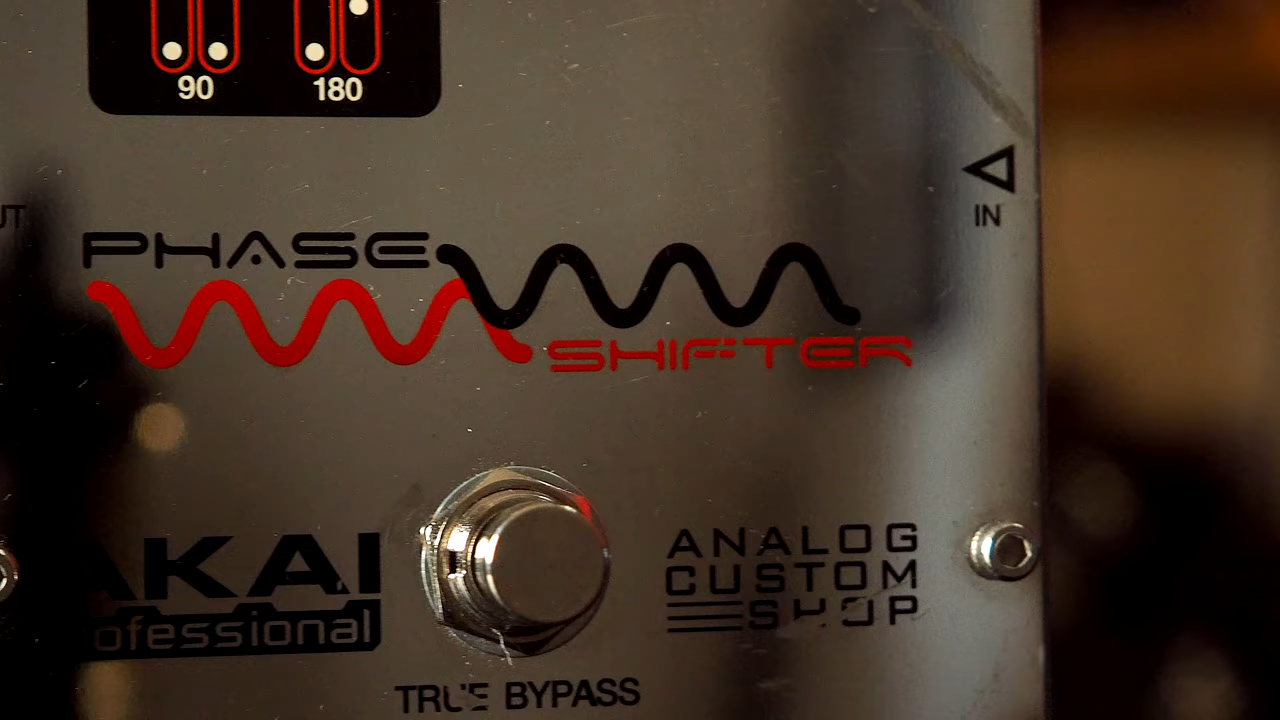 90 180
IN
PHASE
SHIFTER
AKAI
ANALOG
CUSTOM
SHOP
TRUE BYPASS